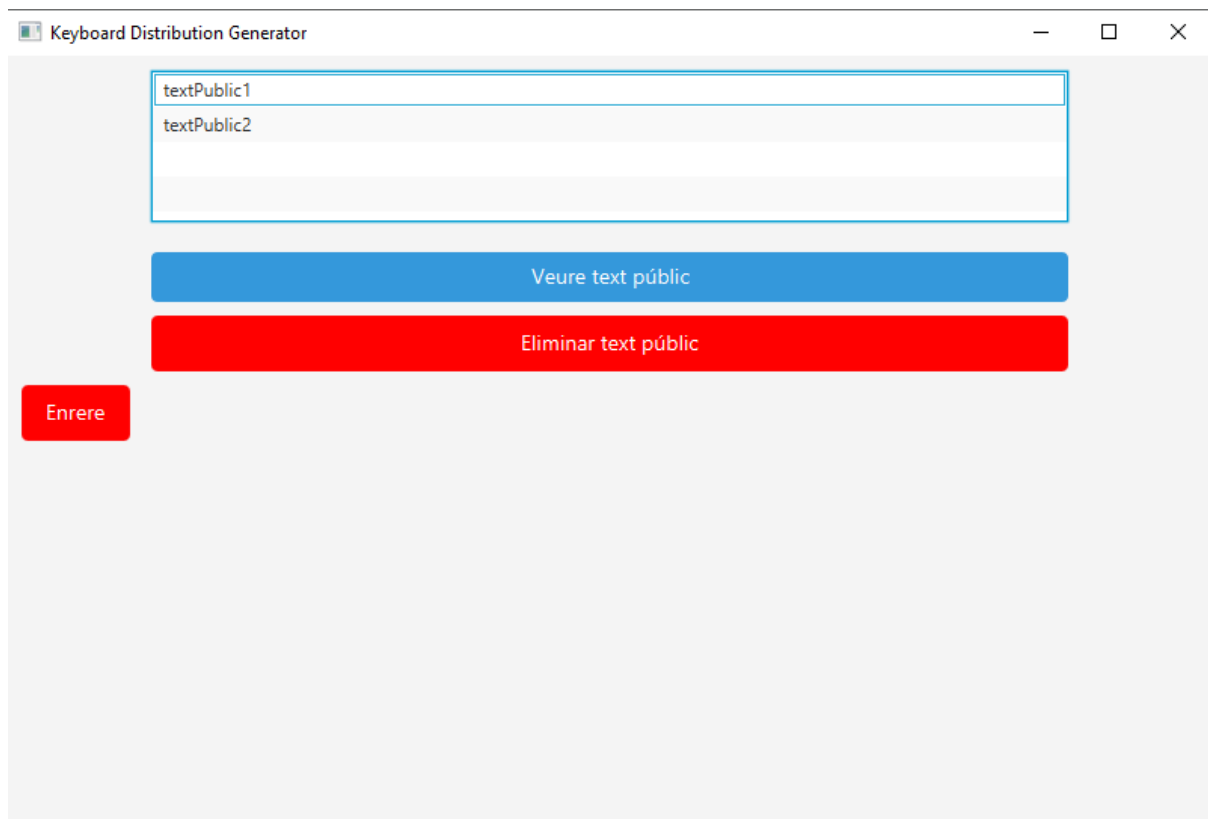 Keyboard Distribution Generator
textPublic1
textPublic2
Veure text públic
Eliminar text públic
Enrere